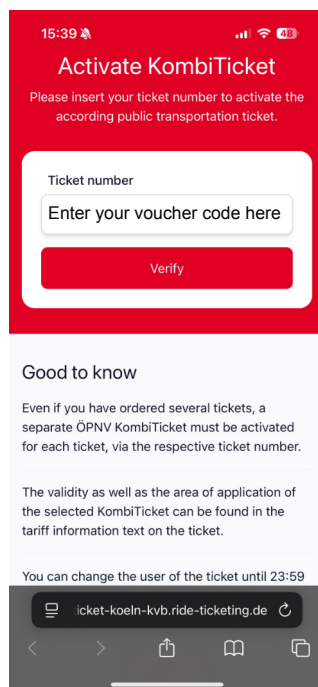 15:39
48
Activate KombiTicket
Please insert your ticket number to activate the
according public transportation ticket.
Ticket number
Enter your voucher code here
Verify
Good to know
Even if you have ordered several tickets, a
separate ÖPNV KombiTicket must be activated
for each ticket, via the respective ticket number.
The validity as well as the area of application of
the selected KombiTicket can be found in the
tariff information text on the ticket.
You can change the user of the ticket until 23:59
icket-koeln-kvb.ride-ticketing.de